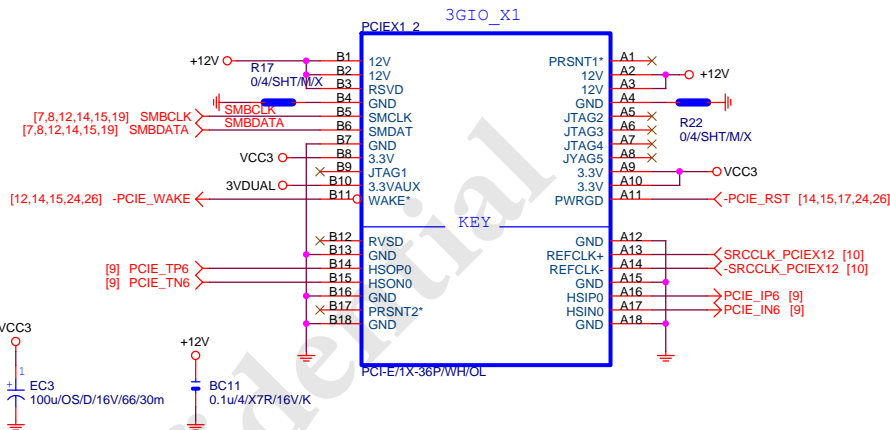 3GIO_X1
PCIEX1_2
+12V
R17
0/4/SHT/M/X
B1 12V
B2 12V
B3 RSVD
B4 GND
[7,8,12,14,15,19] SMBCLK SMBCLK B5 SMCLK
[7,8,12,14,15,19] SMBDATA SMBDATA B6 SMDAT
B7 GND
VCC3 B8 3.3V
B9 JTAG1
3VDUAL B10 3.3VAUX
[12,14,15,24,26] -PCIE_WAKE B11 WAKE*
KEY
B12 RVSD
B13 GND
[9] PCIE_TP6 B14 HSOP0
[9] PCIE_TN6 B15 HSON0
B16 GND
B17 PRSNT2*
B18 GND
PRSNT1* A1
12V A2 +12V
12V A3
GND A4
R22
0/4/SHT/M/X
JTAG2 A5
JTAG3 A6
JTAG4 A7
JYAG5 A8
3.3V A9 VCC3
3.3V A10
PWRGD A11 -PCIE_RST [14,15,17,24,26]
GND A12
REFCLK+ A13 SRCCLK_PCIEX12 [10]
REFCLK- A14 -SRCCLK_PCIEX12 [10]
GND A15
HSIP0 A16 PCIE_IP6 [9]
HSIN0 A17 PCIE_IN6 [9]
GND A18
PCI-E/1X-36P/WH/OL
VCC3
+ 1
EC3
100u/OS/D/16V/66/30m
+12V
BC11
0.1u/4/X7R/16V/K